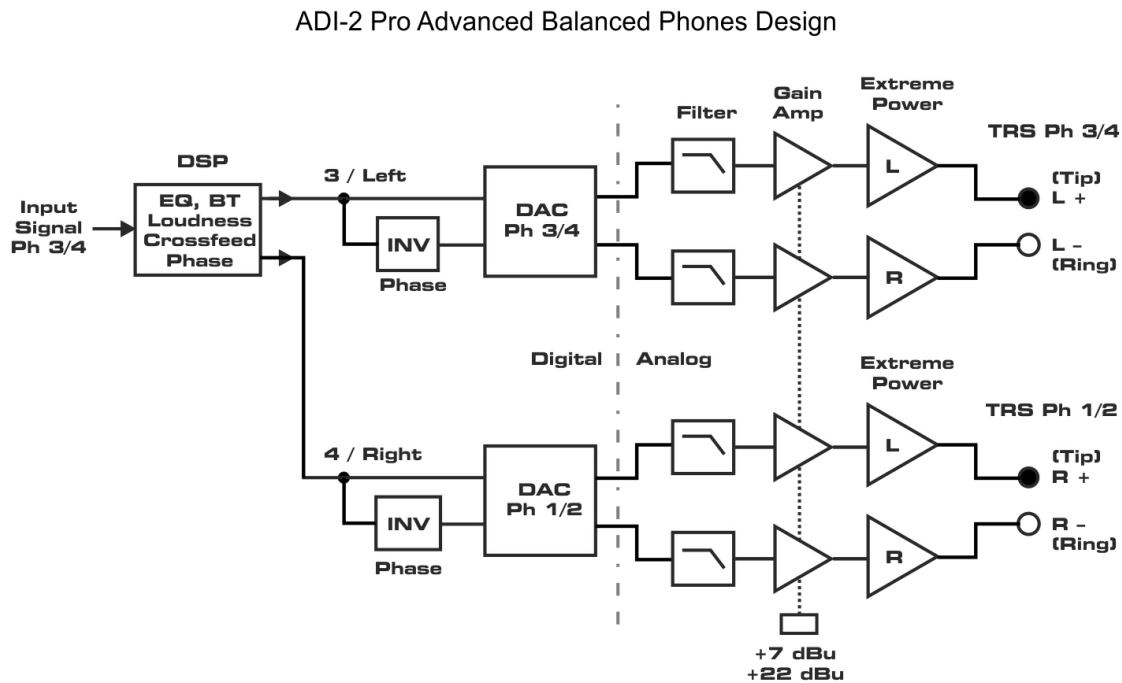 ADI-2 Pro Advanced Balanced Phones Design
Extreme
Power
Gain
Amp
Filter
TRS Ph 3/4
DSP
3 / Left
EQ, BT
Loudness
Crossfeed
Phase
Input
Signal
Ph 3/4
INV
Phase
DAC
Ph 3/4
L
(Tip)
L +
R
L –
(Ring)
Digital
Analog
Extreme
Power
TRS Ph 1/2
4 / Right
INV
Phase
DAC
Ph 1/2
L
(Tip)
R +
R
R –
(Ring)
+7 dBu
+22 dBu